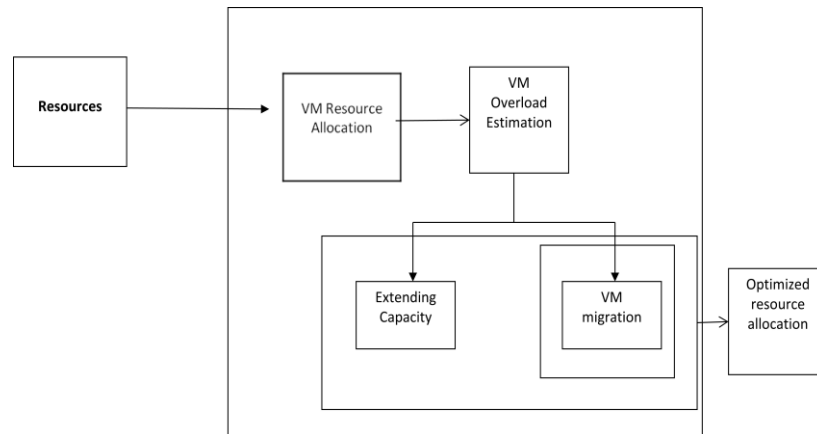 Resources
VM Resource
Allocation
VM
Overload
Estimation
Extending
Capacity
VM
migration
Optimized
resource
allocation